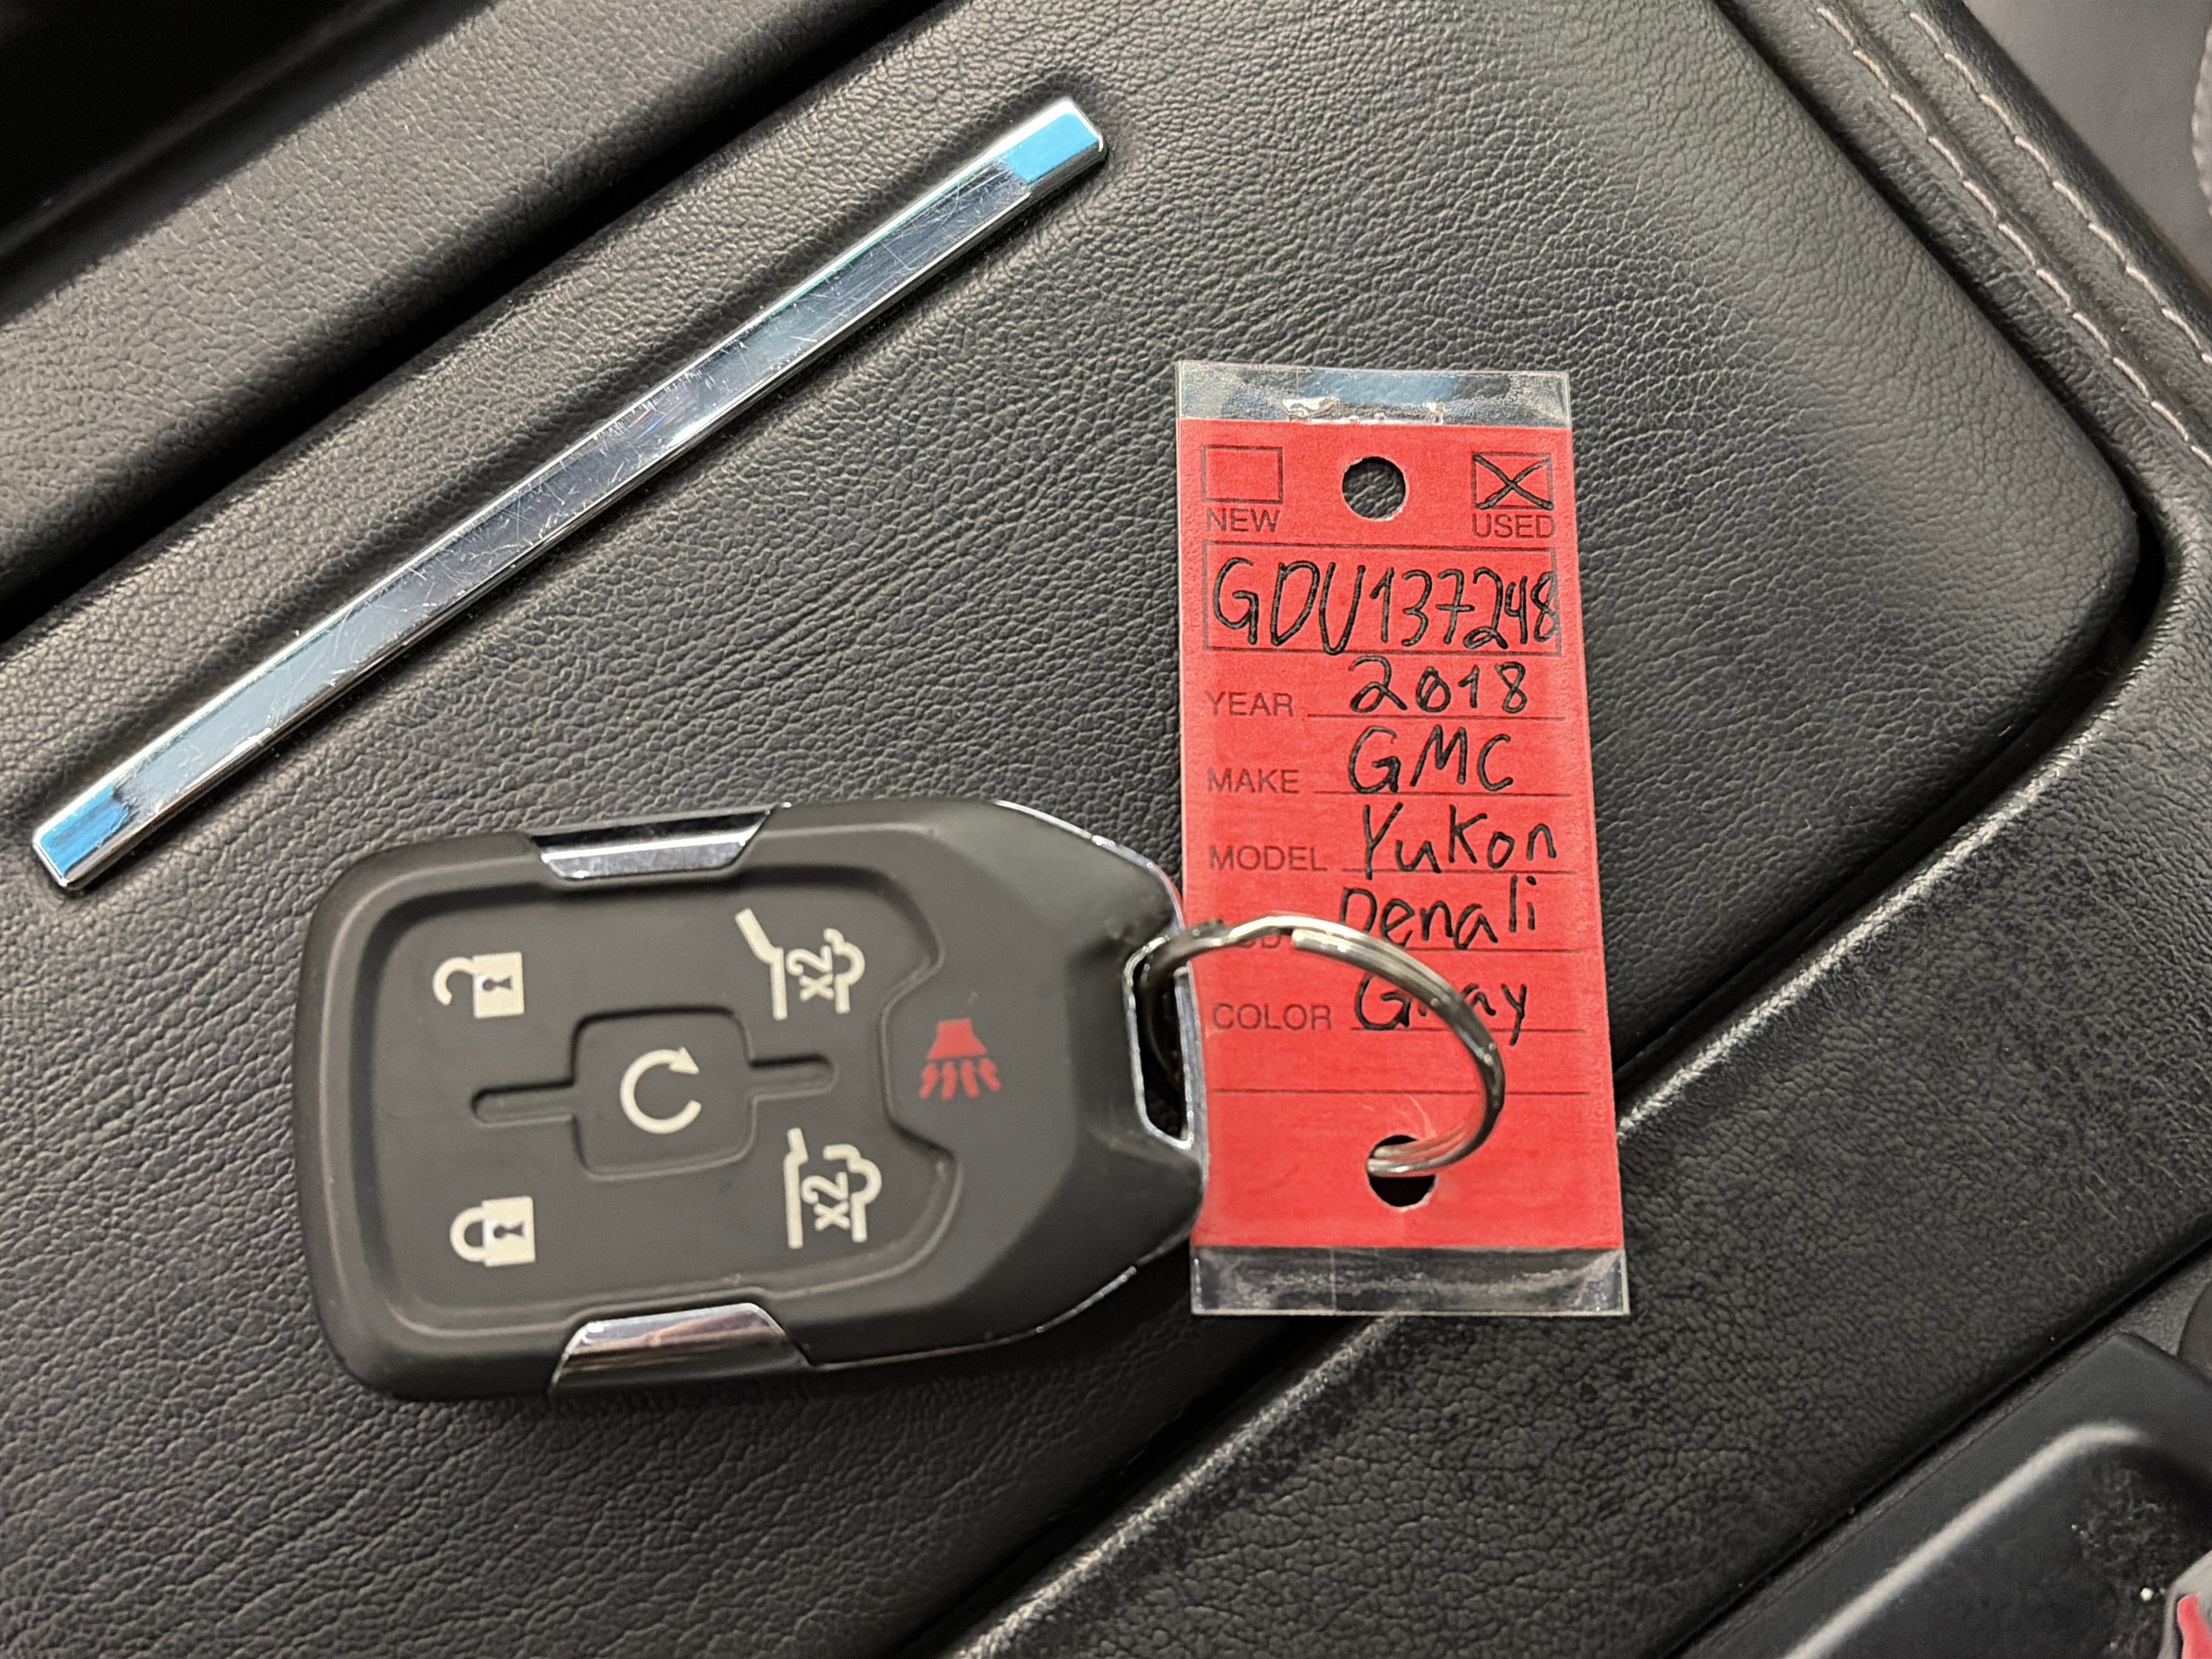 NEW USED
GDU137248
YEAR 2018
MAKE GMC
MODEL Yukon
Denali
COLOR Gray
X2
X2